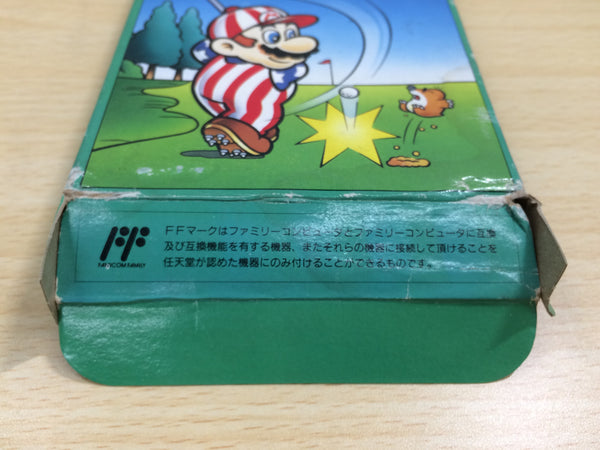 FFマークはファミリーコンピュータとファミリーコンピュータに互換
及び互換機能を有する機器、またそれらの機器に接続して頂けることを
任天堂が認めた機器にのみ付けることができるものです。
FF
FAMICOM FAMILY